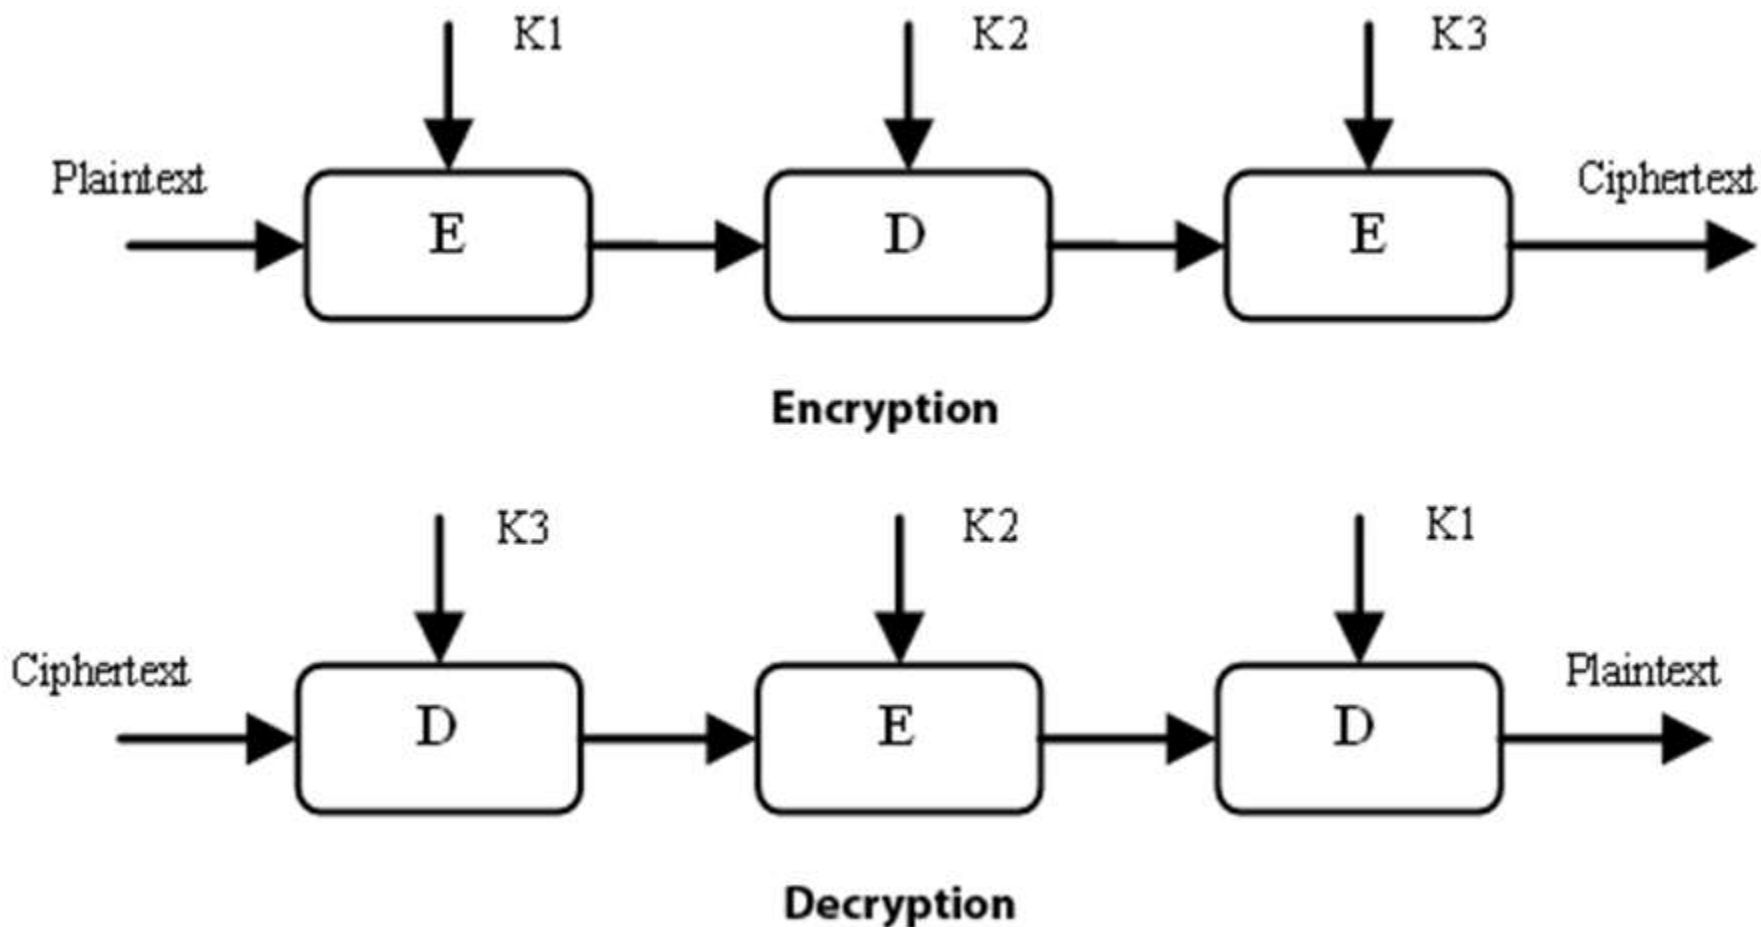 K1 K2 K3
Plaintext Ciphertext
E D E
Encryption
K3 K2 K1
Ciphertext Plaintext
D E D
Decryption